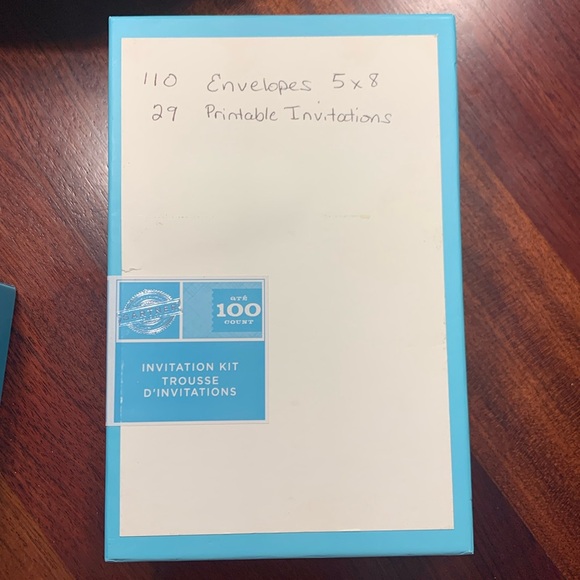 110 Envelopes 5x8
29 Printable Invitations
QTÉ
100
COUNT
INVITATION KIT
TROUSSE
D'INVITATIONS